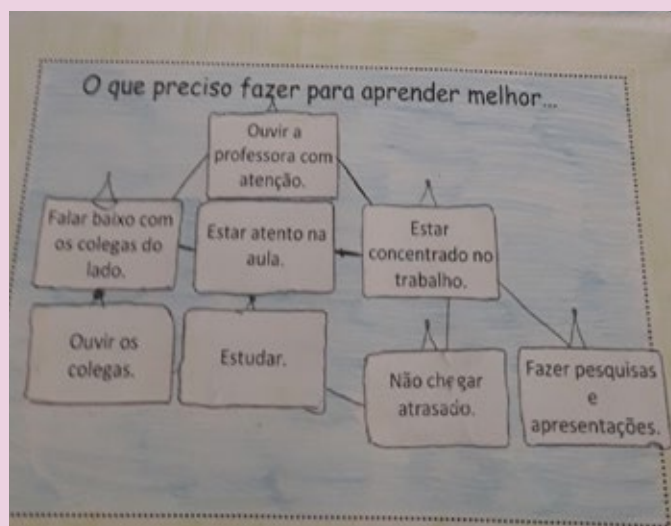 O que preciso fazer para aprender melhor...
Ouvir a
professora com
atenção.
Falar baixo com
os colegas do
lado.
Estar atento na
aula.
Estar
concentrado no
trabalho.
Ouvir os
colegas.
Estudar.
Não chegar
atrasado.
Fazer pesquisas
e
apresentações.